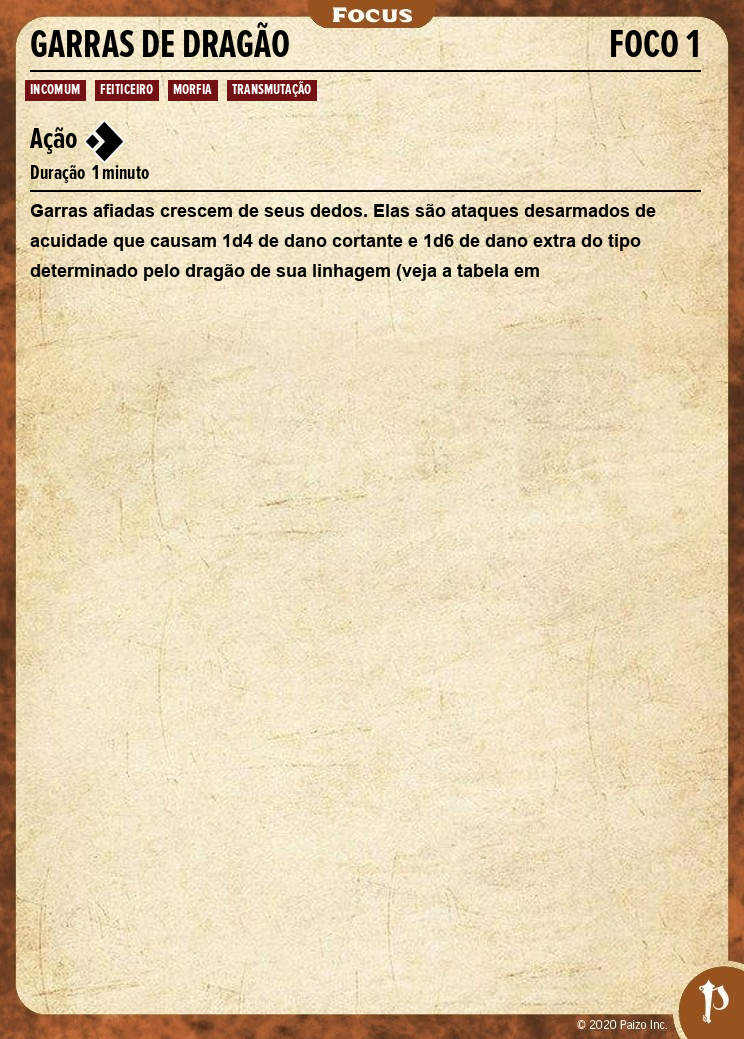 Focus
GARRAS DE DRAGÃO FOCO 1
INCOMUM FEITICEIRO MORFIA TRANSMUTAÇÃO
Ação
Duração 1 minuto
Garras afiadas crescem de seus dedos. Elas são ataques desarmados de
acuidade que causam 1d4 de dano cortante e 1d6 de dano extra do tipo
determinado pelo dragão de sua linhagem (veja a tabela em
© 2020 Paizo Inc.
P